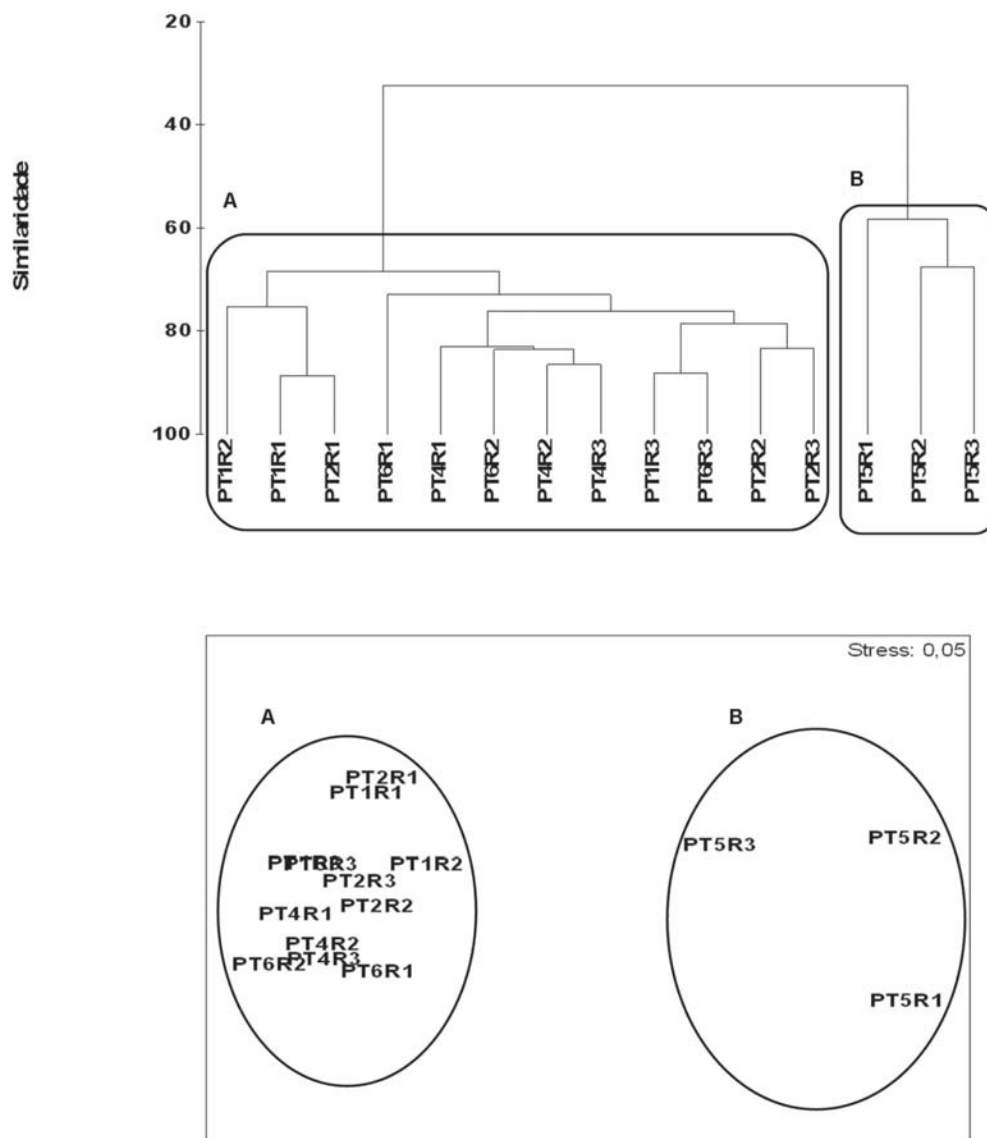 20
40
B
A
60
Similaridade
80
100
PT1R2
PT1R1
PT2R1
PT6R1
PT4R1
PT6R2
PT4R2
PT4R3
PT1R3
PT6R3
PT2R2
PT2R3
PT5R1
PT5R2
PT5R3
Stress: 0,05
A
B
PT2R1
PT1R1
PT5R2
PT5R3
PT1R2
PT2R3
PT2R2
PT4R1
PT4R2
PT4R3
PT6R2
PT6R1
PT5R1